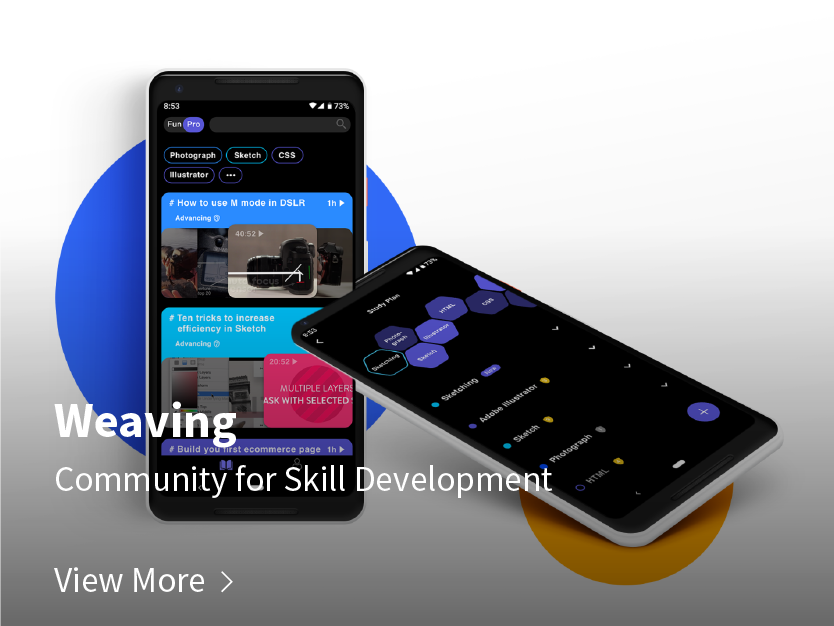 8:53
73%
Fun Pro
Photograph Sketch CSS
Illustrator •••
# How to use M mode in DSLR 1h
Advancing
40:52
focus
# Ten tricks to increase
efficiency in Sketch
Advancing
20:52
MULTIPLE LAYERS
ASK WITH SELECTED S
# Build you first ecommerce page 1h
8:53
73%
Study Plan
HTML
CSS
Photo-
graph
Illustrator
Sketching
Sketch
Sketching
Adobe Illustrator
Sketch
Photograph
HTML
Weaving
Community for Skill Development
View More